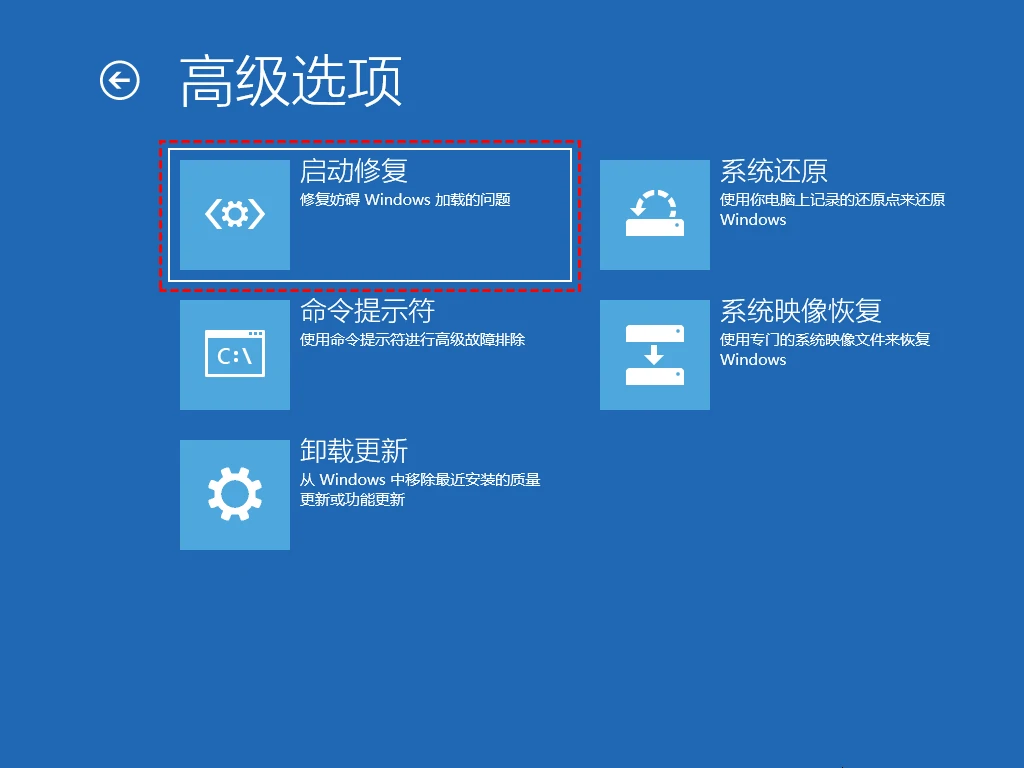 高级选项
启动修复
修复妨碍 Windows 加载的问题
系统还原
使用你电脑上记录的还原点来还原
Windows
命令提示符
使用命令提示符进行高级故障排除
C:\
系统映像恢复
使用专门的系统映像文件来恢复
Windows
卸载更新
从 Windows 中移除最近安装的质量
更新或功能更新